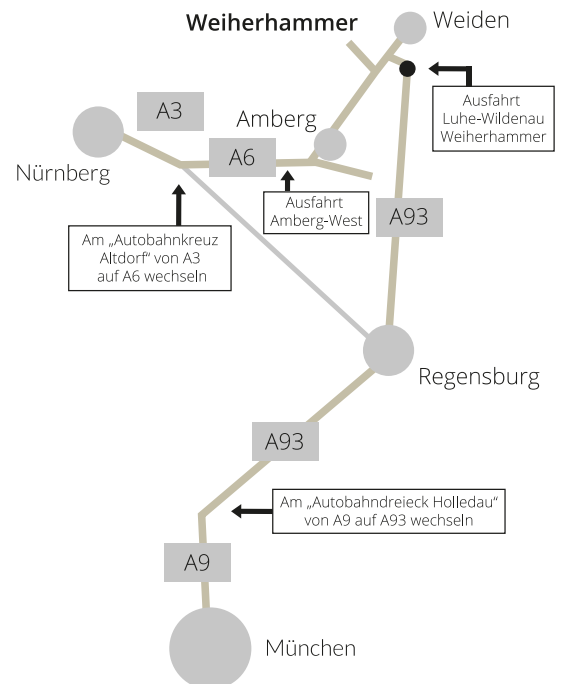 Weiherhammer
Weiden
A3
Amberg
Ausfahrt
Luhe-Wildenau
Weiherhammer
A6
Nürnberg
Ausfahrt
Amberg-West
A93
Am „Autobahnkreuz
Altdorf“ von A3
auf A6 wechseln
Regensburg
A93
Am „Autobahndreieck Holledau“
von A9 auf A93 wechseln
A9
München